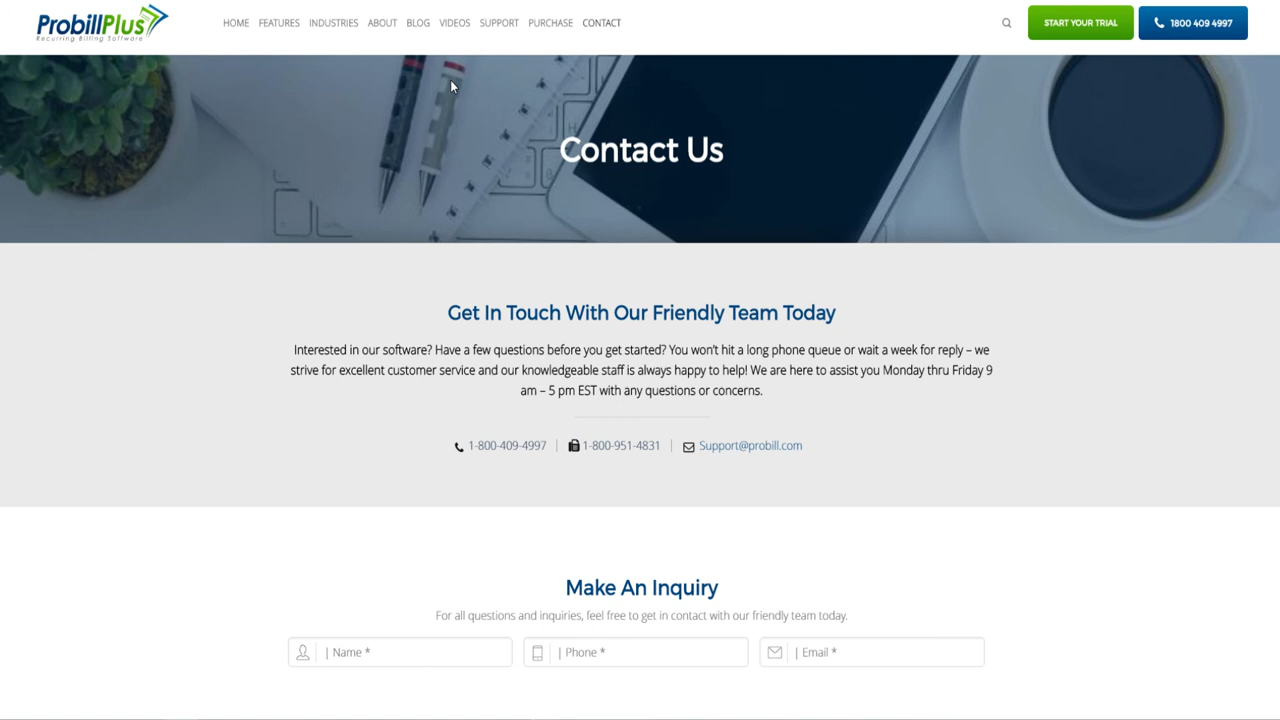 ProbillPlus
Recurring Billing Software
HOME FEATURES INDUSTRIES ABOUT BLOG VIDEOS SUPPORT PURCHASE CONTACT
START YOUR TRIAL
1800 409 4997
Contact Us
Get In Touch With Our Friendly Team Today
Interested in our software? Have a few questions before you get started? You won't hit a long phone queue or wait a week for reply – we
strive for excellent customer service and our knowledgeable staff is always happy to help! We are here to assist you Monday thru Friday 9
am – 5 pm EST with any questions or concerns.
1-800-409-4997 | 1-800-951-4831 | Support@probill.com
Make An Inquiry
For all questions and inquiries, feel free to get in contact with our friendly team today.
| Name * | Phone * | Email *